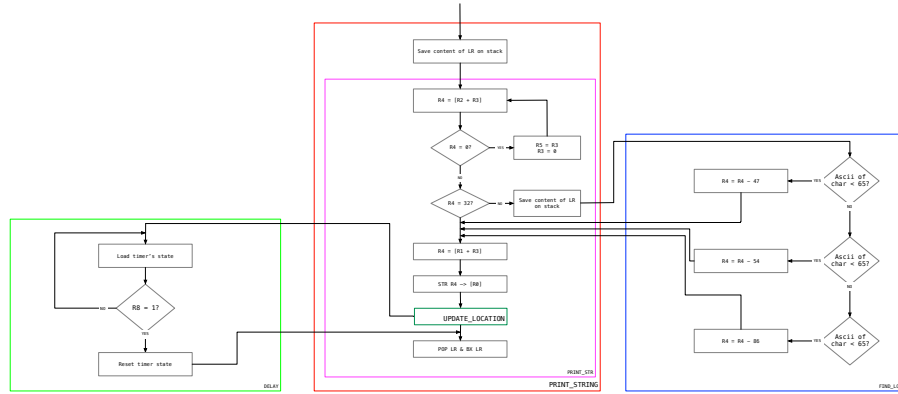 Save content of LR on stack
R4 = [R2 + R3]
R4 = 0?
YES
R5 = R3
R3 = 0
NO
R4 = 32?
NO
Save content of LR
on stack
R4 = [R1 + R3]
STR R4 -> [R0]
UPDATE_LOCATION
POP LR & BX LR
PRINT_STR
PRINT_STRING
Load timer's state
R8 = 1?
NO
YES
Reset timer state
DELAY
Ascii of
char < 65?
YES
R4 = R4 - 47
NO
Ascii of
char < 65?
YES
R4 = R4 - 54
NO
Ascii of
char < 65?
YES
R4 = R4 - 86